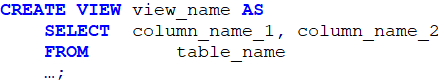 CREATE VIEW view_name AS
SELECT column_name_1, column_name_2
FROM table_name
…;